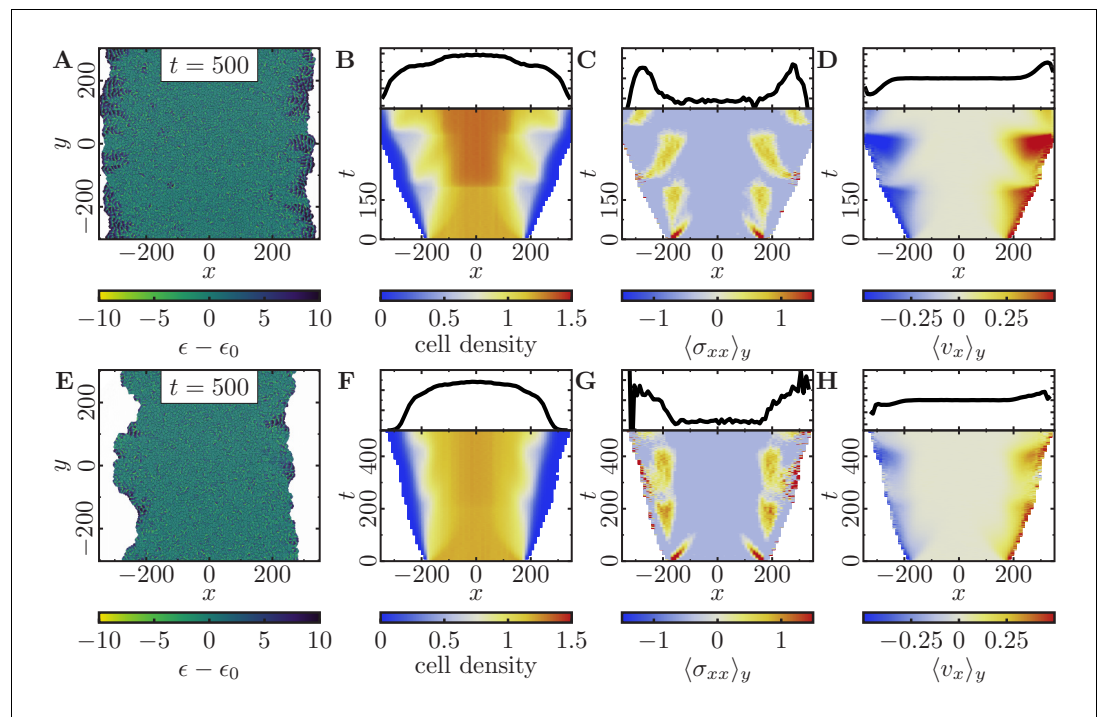 A
t = 500
200
0
−200
y
−200 0 200
x
−10 −5 0 5 10
ϵ − ϵ₀
B
150
0
t
−200 0 200
x
0 0.5 1 1.5
cell density
C
150
0
t
−200 0 200
x
−1 0 1
⟨σₓₓ⟩ᵧ
D
150
0
t
−200 0 200
x
−0.25 0 0.25
⟨vₓ⟩ᵧ
E
t = 500
200
0
−200
y
−200 0 200
x
−10 −5 0 5 10
ϵ − ϵ₀
F
400
200
0
t
−200 0 200
x
0 0.5 1 1.5
cell density
G
400
200
0
t
−200 0 200
x
−1 0 1
⟨σₓₓ⟩ᵧ
H
400
200
0
t
−200 0 200
x
−0.25 0 0.25
⟨vₓ⟩ᵧ